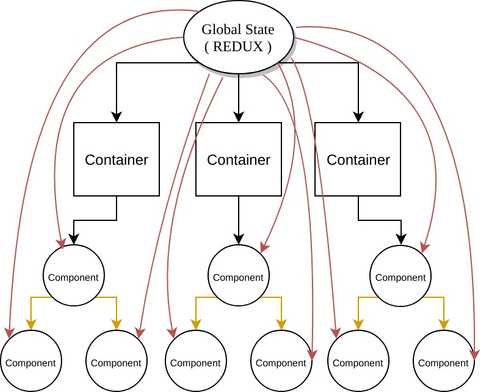 Global State
( REDUX )
Container
Container
Container
Component
Component
Component
Component
Component
Component
Component
Component
Component